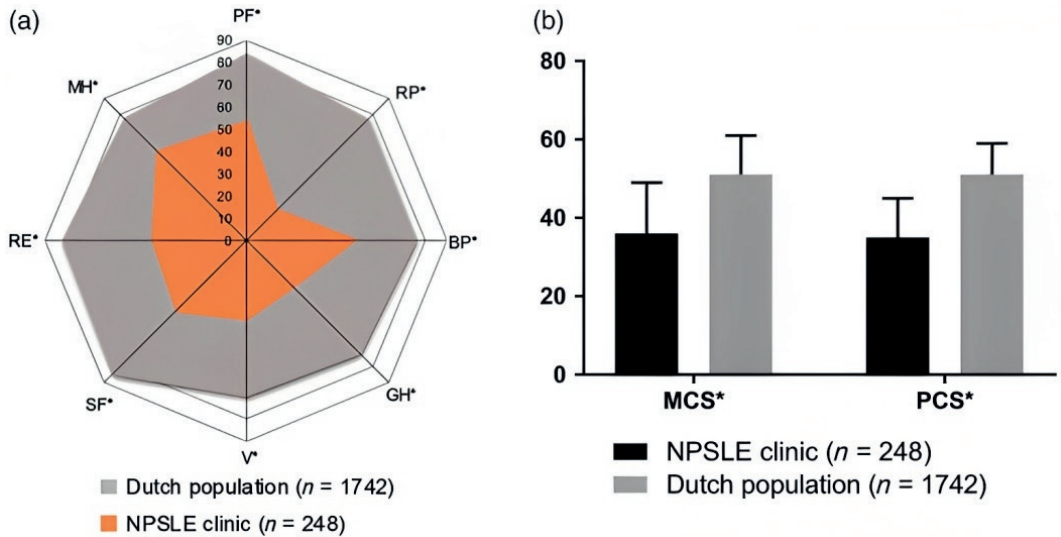 (a)
PF*
90
80
70
60
50
40
30
20
10
0
MH*
RP*
RE*
BP*
SF*
GH*
V*
Dutch population (n = 1742)
NPSLE clinic (n = 248)
(b)
80
60
40
20
0
MCS*
PCS*
NPSLE clinic (n = 248)
Dutch population (n = 1742)